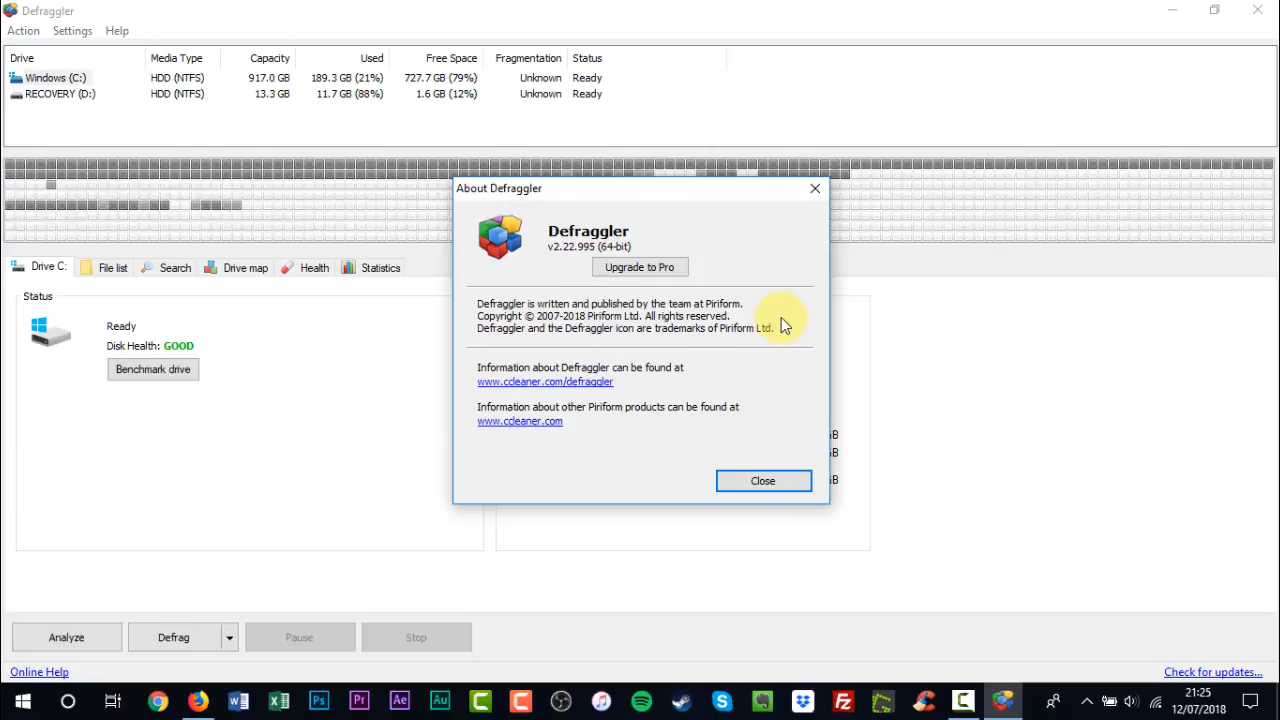 Defraggler
Action Settings Help
Drive Media Type Capacity Used Free Space Fragmentation Status
Windows (C:) HDD (NTFS) 917.0 GB 189.3 GB (21%) 727.7 GB (79%) Unknown Ready
RECOVERY (D:) HDD (NTFS) 13.3 GB 11.7 GB (88%) 1.6 GB (12%) Unknown Ready
About Defraggler
Defraggler
v2.22.995 (64-bit)
Upgrade to Pro
Defraggler is written and published by the team at Piriform.
Copyright © 2007-2018 Piriform Ltd. All rights reserved.
Defraggler and the Defraggler icon are trademarks of Piriform Ltd.
Information about Defraggler can be found at
www.ccleaner.com/defraggler
Information about other Piriform products can be found at
www.ccleaner.com
Close
Drive C: File list Search Drive map Health Statistics
Status
Ready
Disk Health: GOOD
Benchmark drive
GB
GB
GB
Analyze Defrag Pause Stop
Online Help Check for updates...
21:25
12/07/2018